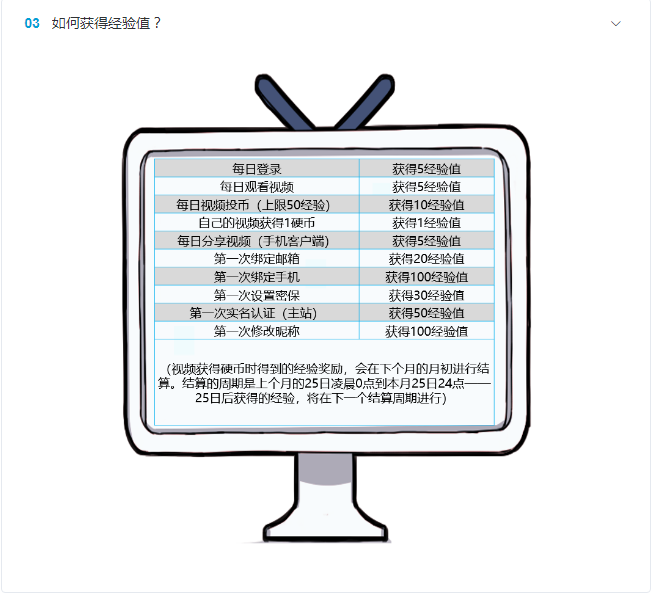 03 如何获得经验值？
每日登录 获得5经验值
每日观看视频 获得5经验值
每日视频投币（上限50经验） 获得10经验值
自己的视频获得1硬币 获得1经验值
每日分享视频（手机客户端） 获得5经验值
第一次绑定邮箱 获得20经验值
第一次绑定手机 获得100经验值
第一次设置密保 获得30经验值
第一次实名认证（主站） 获得50经验值
第一次修改昵称 获得100经验值
（视频获得硬币时得到的经验奖励，会在下个月的月初进行结
算。结算的周期是上个月的25日凌晨0点到本月25日24点——
25日后获得的经验，将在下一个结算周期进行）